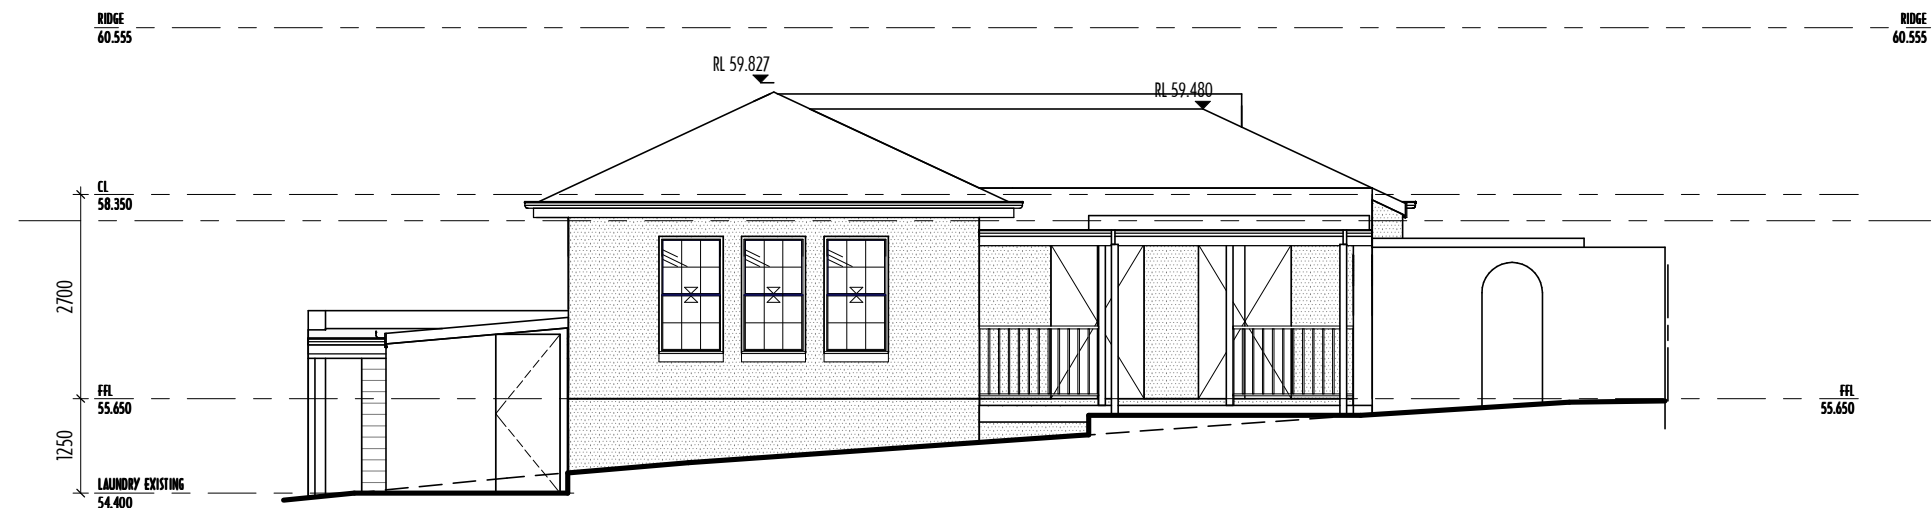 RIDGE
60.555
RIDGE
60.555
RL 59.827
RL 59.480
CL
58.350
2700
FFL
55.650
FFL
55.650
1250
LAUNDRY EXISTING
54.400